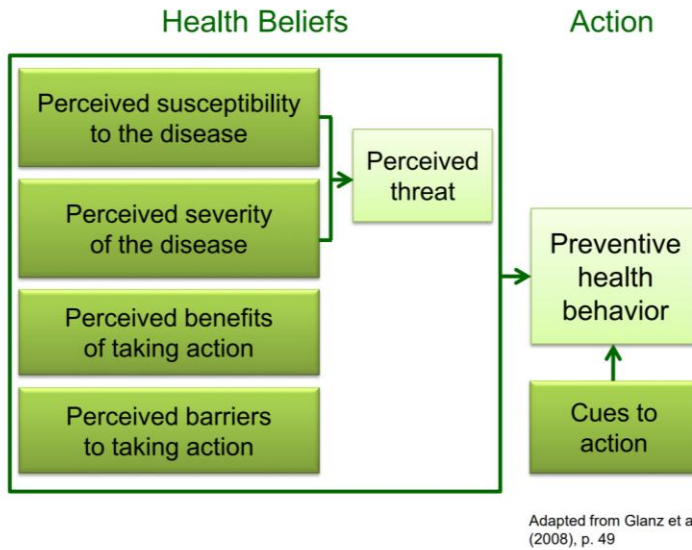 Health Beliefs
Action
Perceived susceptibility
to the disease
Perceived severity
of the disease
Perceived benefits
of taking action
Perceived barriers
to taking action
Perceived
threat
Preventive
health
behavior
Cues to
action
Adapted from Glanz et a
(2008), p. 49